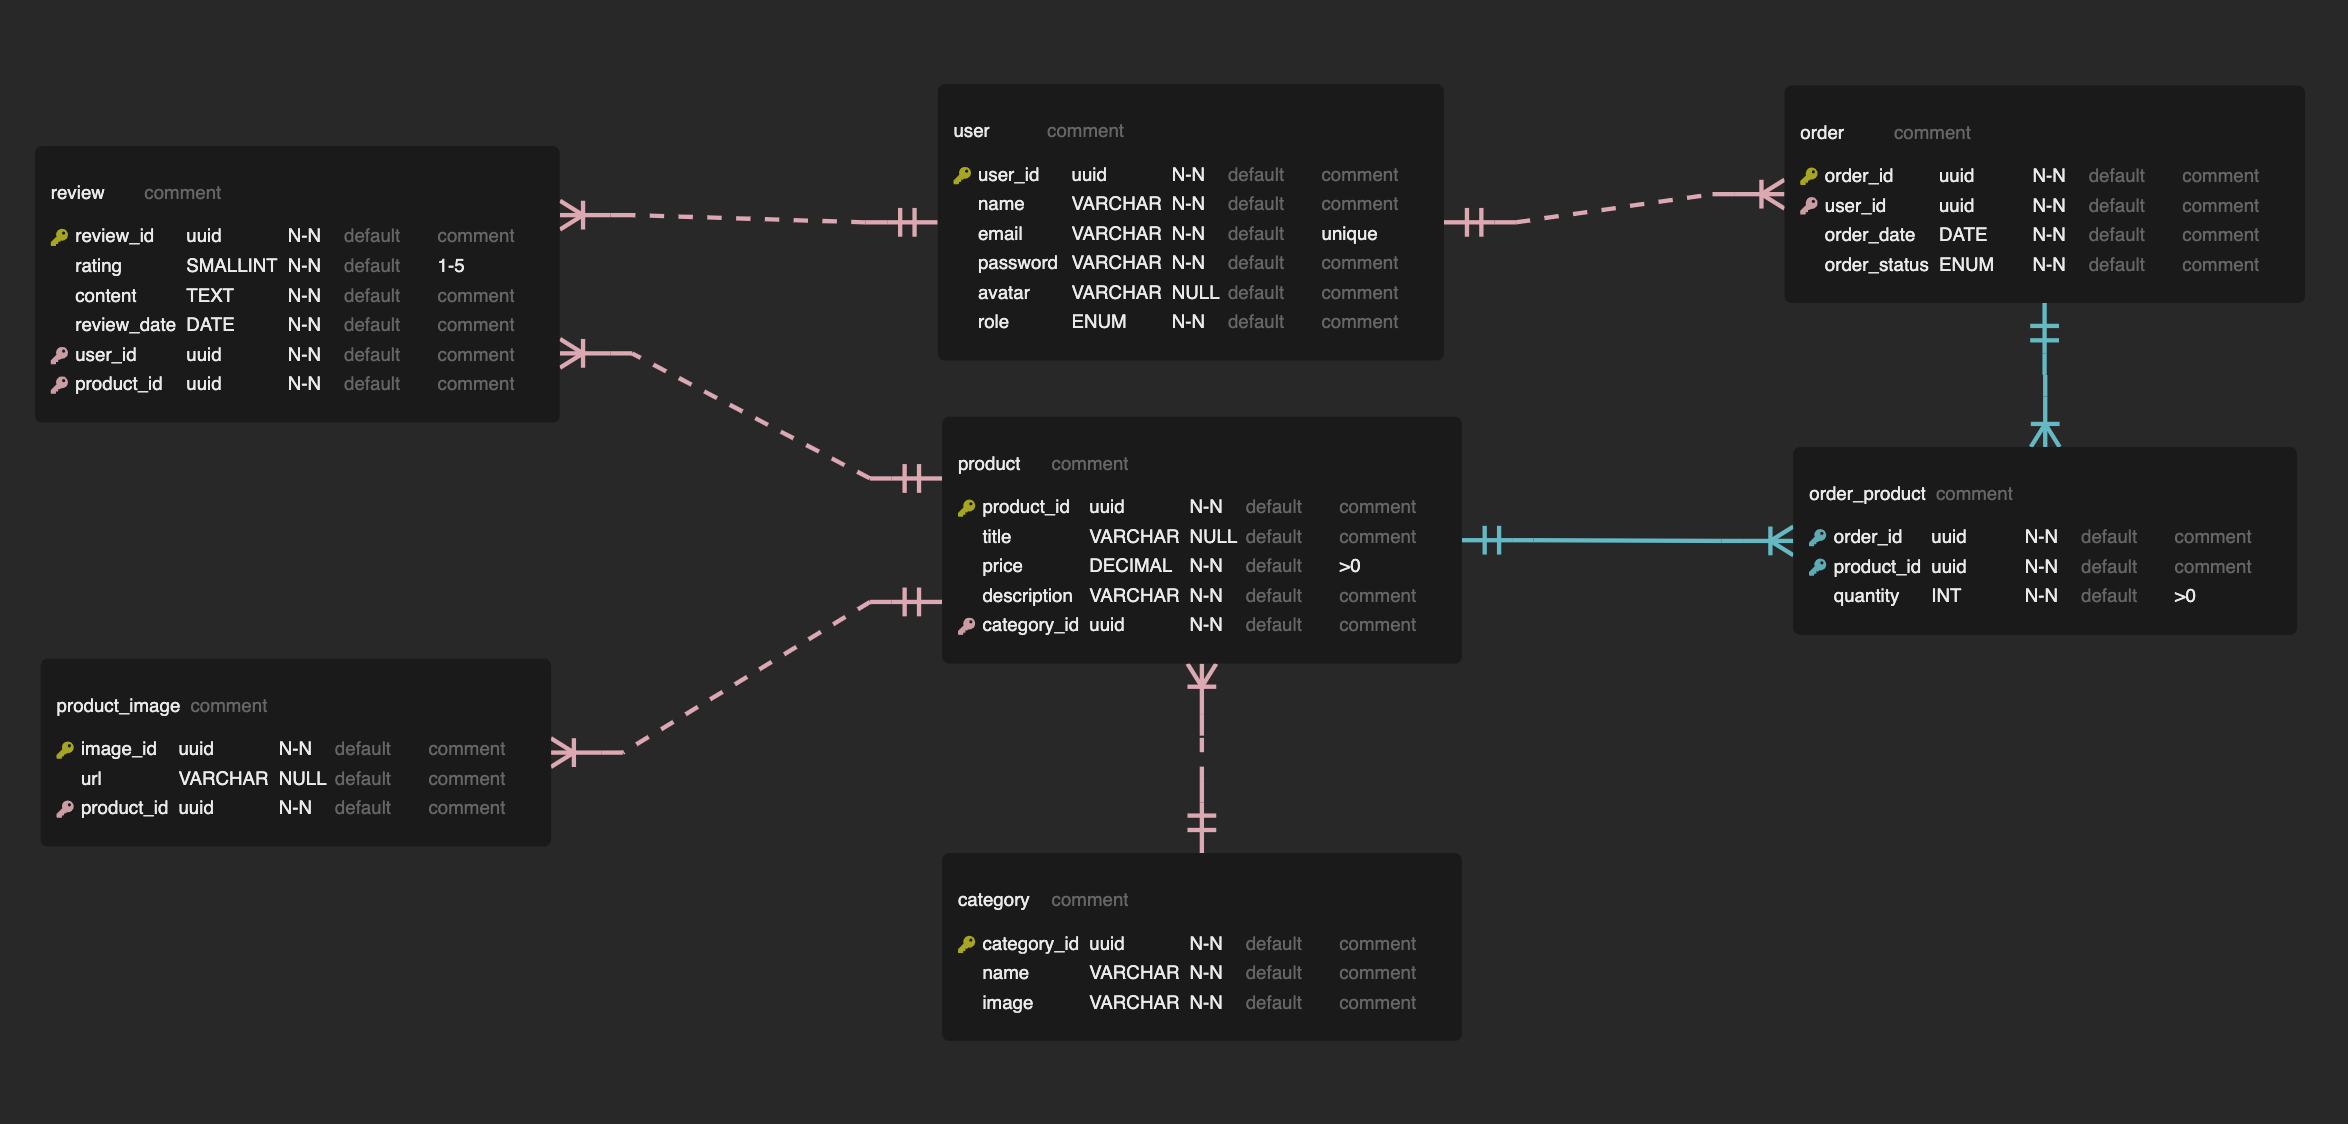 review comment
review_id uuid N-N default comment
rating SMALLINT N-N default 1-5
content TEXT N-N default comment
review_date DATE N-N default comment
user_id uuid N-N default comment
product_id uuid N-N default comment
user comment
user_id uuid N-N default comment
name VARCHAR N-N default comment
email VARCHAR N-N default unique
password VARCHAR N-N default comment
avatar VARCHAR NULL default comment
role ENUM N-N default comment
order comment
order_id uuid N-N default comment
user_id uuid N-N default comment
order_date DATE N-N default comment
order_status ENUM N-N default comment
product comment
product_id uuid N-N default comment
title VARCHAR NULL default comment
price DECIMAL N-N default >0
description VARCHAR N-N default comment
category_id uuid N-N default comment
order_product comment
order_id uuid N-N default comment
product_id uuid N-N default comment
quantity INT N-N default >0
product_image comment
image_id uuid N-N default comment
url VARCHAR NULL default comment
product_id uuid N-N default comment
category comment
category_id uuid N-N default comment
name VARCHAR N-N default comment
image VARCHAR N-N default comment